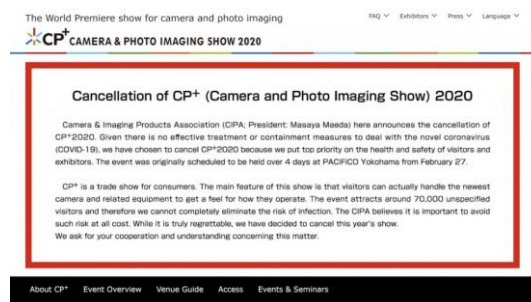 The World Premiere show for camera and photo imaging
FAQ Exhibitors Press Language
CP+ CAMERA & PHOTO IMAGING SHOW 2020
Cancellation of CP+ (Camera and Photo Imaging Show) 2020
Camera & Imaging Products Association (CIPA; President: Masaya Maeda) here announces the cancellation of
CP+2020. Given there is no effective treatment or containment measures to deal with the novel coronavirus
(COVID-19), we have chosen to cancel CP+2020 because we put top priority on the health and safety of visitors and
exhibitors. The event was originally scheduled to be held over 4 days at PACIFICO Yokohama from February 27.
CP+ is a trade show for consumers. The main feature of this show is that visitors can actually handle the newest
camera and related equipment to get a feel for how they operate. The event attracts around 70,000 unspecified
visitors and therefore we cannot completely eliminate the risk of infection. The CIPA believes it is important to avoid
such risk at all cost. While it is truly regrettable, we have decided to cancel this year's show.
We ask for your cooperation and understanding concerning this matter.
About CP+ Event Overview Venue Guide Access Events & Seminars